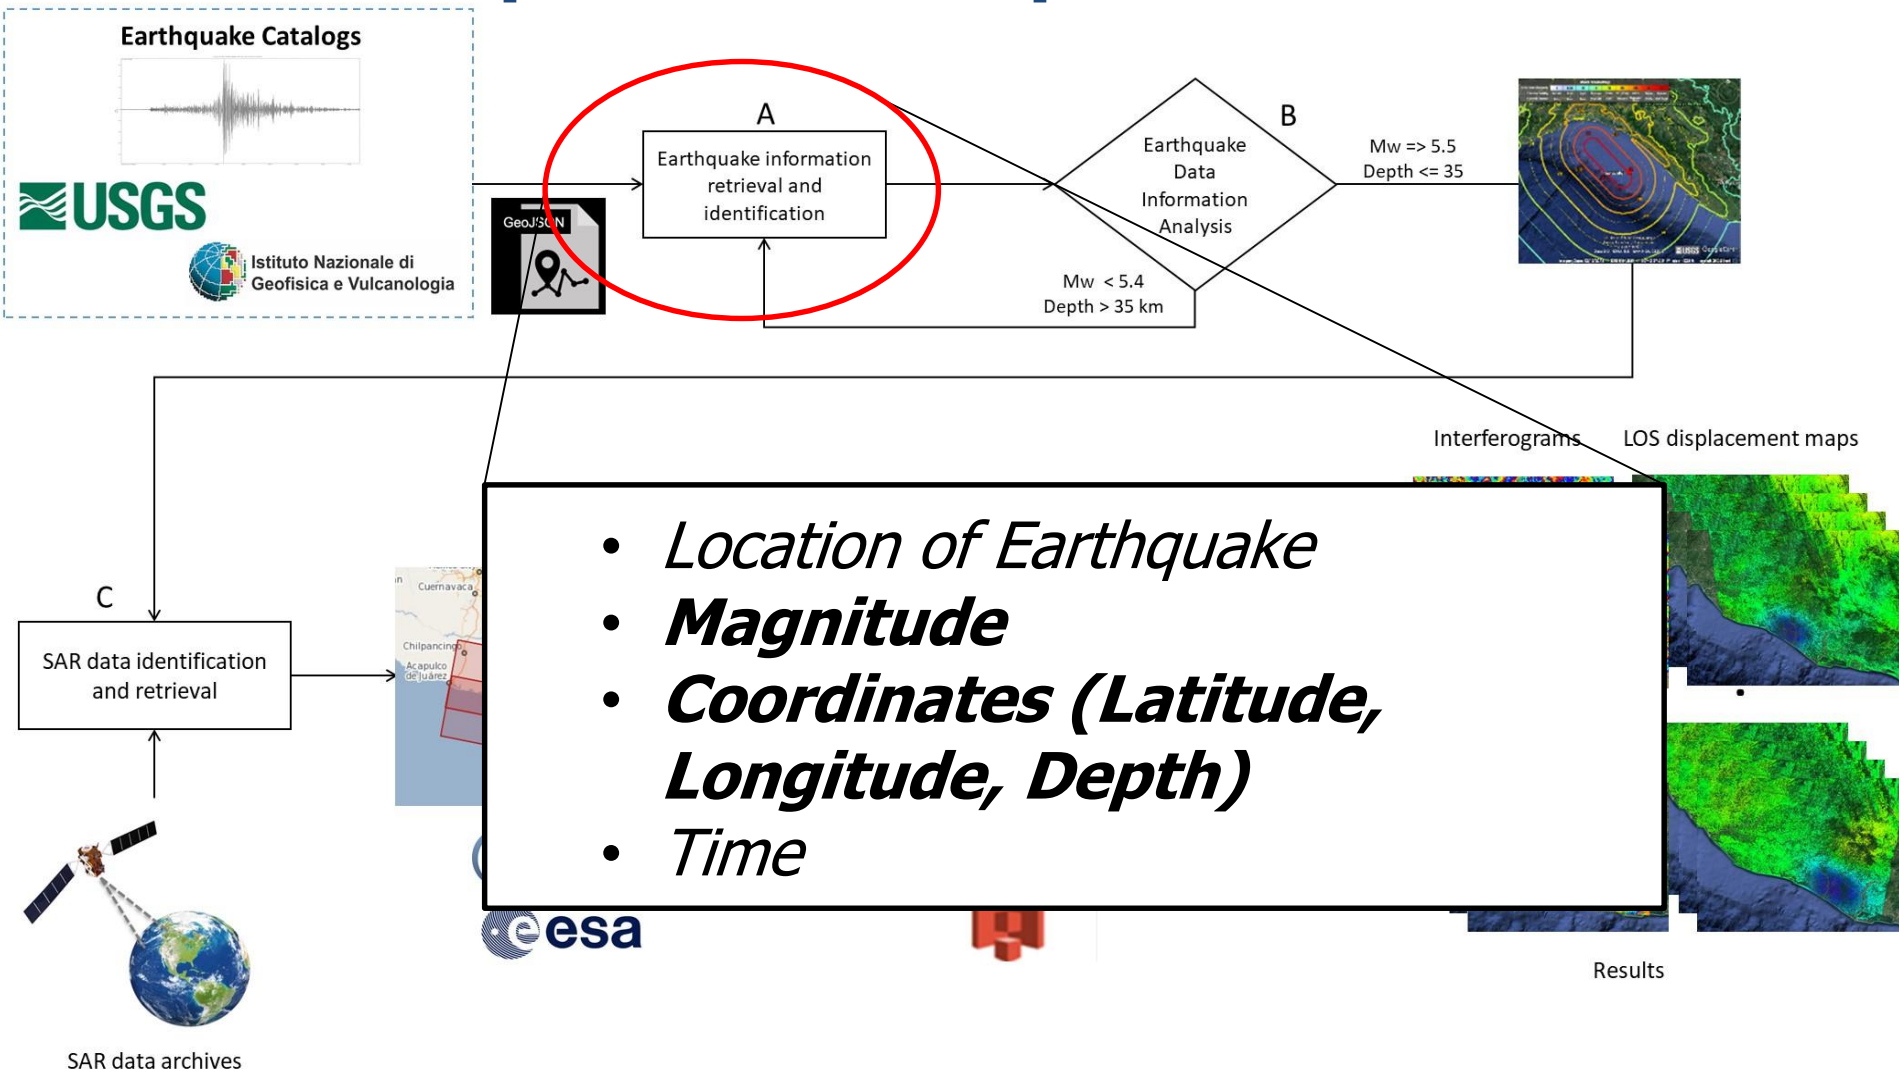 Earthquake Catalogs
USGS
Istituto Nazionale di
Geofisica e Vulcanologia
GeoJSON
A
Earthquake information
retrieval and
identification
B
Earthquake
Data
Information
Analysis
Mw => 5.5
Depth <= 35
Mw < 5.4
Depth > 35 km
USGS
Interferograms
LOS displacement maps
• Location of Earthquake
• Magnitude
• Coordinates (Latitude,
Longitude, Depth)
• Time
C
SAR data identification
and retrieval
Cuernavaca
Chilpancingo
Acapulco
de Juárez
esa
Results
SAR data archives